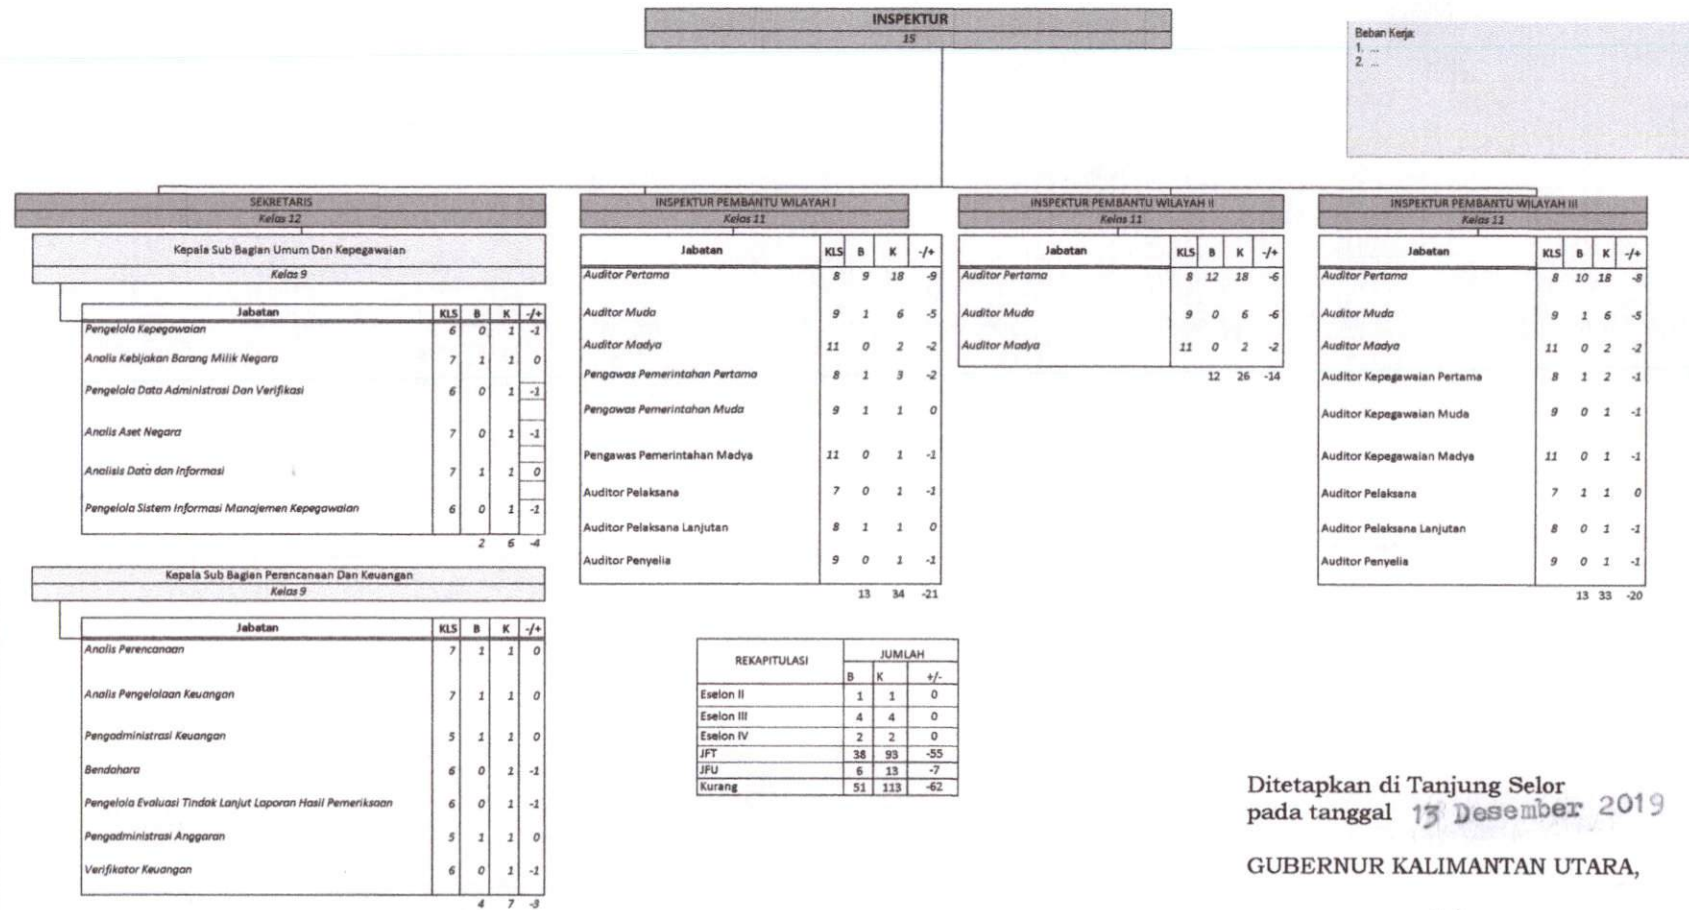 INSPEKTUR
15
Beban Kerja:
1. ...
2. ...
SEKRETARIS
Kelas 12
Kepala Sub Bagian Umum Dan Kepegawaian
Kelas 9
Jabatan KLS B K -/+
Pengelola Kepegawaian 6 0 1 -1
Analis Kebijakan Barang Milik Negara 7 1 1 0
Pengelola Data Administrasi Dan Verifikasi 6 0 1 -1
Analis Aset Negara 7 0 1 -1
Analisis Data dan Informasi 7 1 1 0
Pengelola Sistem Informasi Manajemen Kepegawaian 6 0 1 -1
2 6 -4
Kepala Sub Bagian Perencanaan Dan Keuangan
Kelas 9
Jabatan KLS B K -/+
Analis Perencanaan 7 1 1 0
Analis Pengelolaan Keuangan 7 1 1 0
Pengadministrasi Keuangan 5 1 1 0
Bendahara 6 0 1 -1
Pengelola Evaluasi Tindak Lanjut Laporan Hasil Pemeriksaan 6 0 1 -1
Pengadministrasi Anggaran 5 1 1 0
Verifikator Keuangan 6 0 1 -1
4 7 -3
INSPEKTUR PEMBANTU WILAYAH I
Kelas 11
Jabatan KLS B K -/+
Auditor Pertama 8 9 18 -9
Auditor Muda 9 1 6 -5
Auditor Madya 11 0 2 -2
Pengawas Pemerintahan Pertama 8 1 3 -2
Pengawas Pemerintahan Muda 9 1 1 0
Pengawas Pemerintahan Madya 11 0 1 -1
Auditor Pelaksana 7 0 1 -1
Auditor Pelaksana Lanjutan 8 1 1 0
Auditor Penyelia 9 0 1 -1
13 34 -21
INSPEKTUR PEMBANTU WILAYAH II
Kelas 11
Jabatan KLS B K -/+
Auditor Pertama 8 12 18 -6
Auditor Muda 9 0 6 -6
Auditor Madya 11 0 2 -2
12 26 -14
INSPEKTUR PEMBANTU WILAYAH III
Kelas 11
Jabatan KLS B K -/+
Auditor Pertama 8 10 18 -8
Auditor Muda 9 1 6 -5
Auditor Madya 11 0 2 -2
Auditor Kepegawaian Pertama 8 1 2 -1
Auditor Kepegawaian Muda 9 0 1 -1
Auditor Kepegawaian Madya 11 0 1 -1
Auditor Pelaksana 7 1 1 0
Auditor Pelaksana Lanjutan 8 0 1 -1
Auditor Penyelia 9 0 1 -1
13 33 -20
REKAPITULASI JUMLAH
B K +/-
Eselon II 1 1 0
Eselon III 4 4 0
Eselon IV 2 2 0
JFT 38 93 -55
JFU 6 13 -7
Kurang 51 113 -62
Ditetapkan di Tanjung Selor
pada tanggal 13 Desember 2019
GUBERNUR KALIMANTAN UTARA,